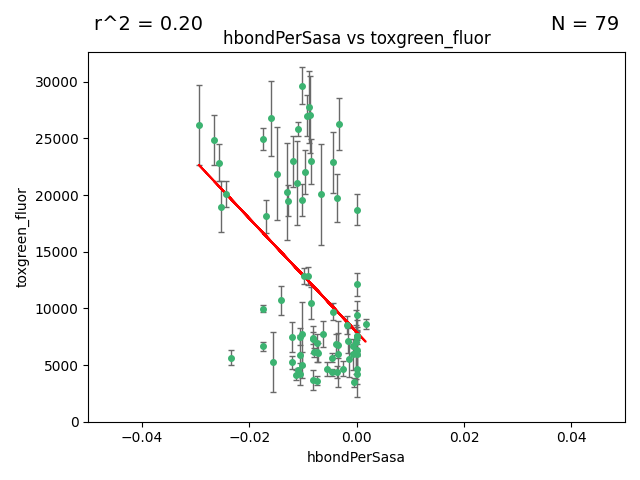 r^2 = 0.20
N = 79
hbondPerSasa vs toxgreen_fluor
30000
25000
20000
15000
10000
5000
0
toxgreen_fluor
−0.04
−0.02
0.00
0.02
0.04
hbondPerSasa